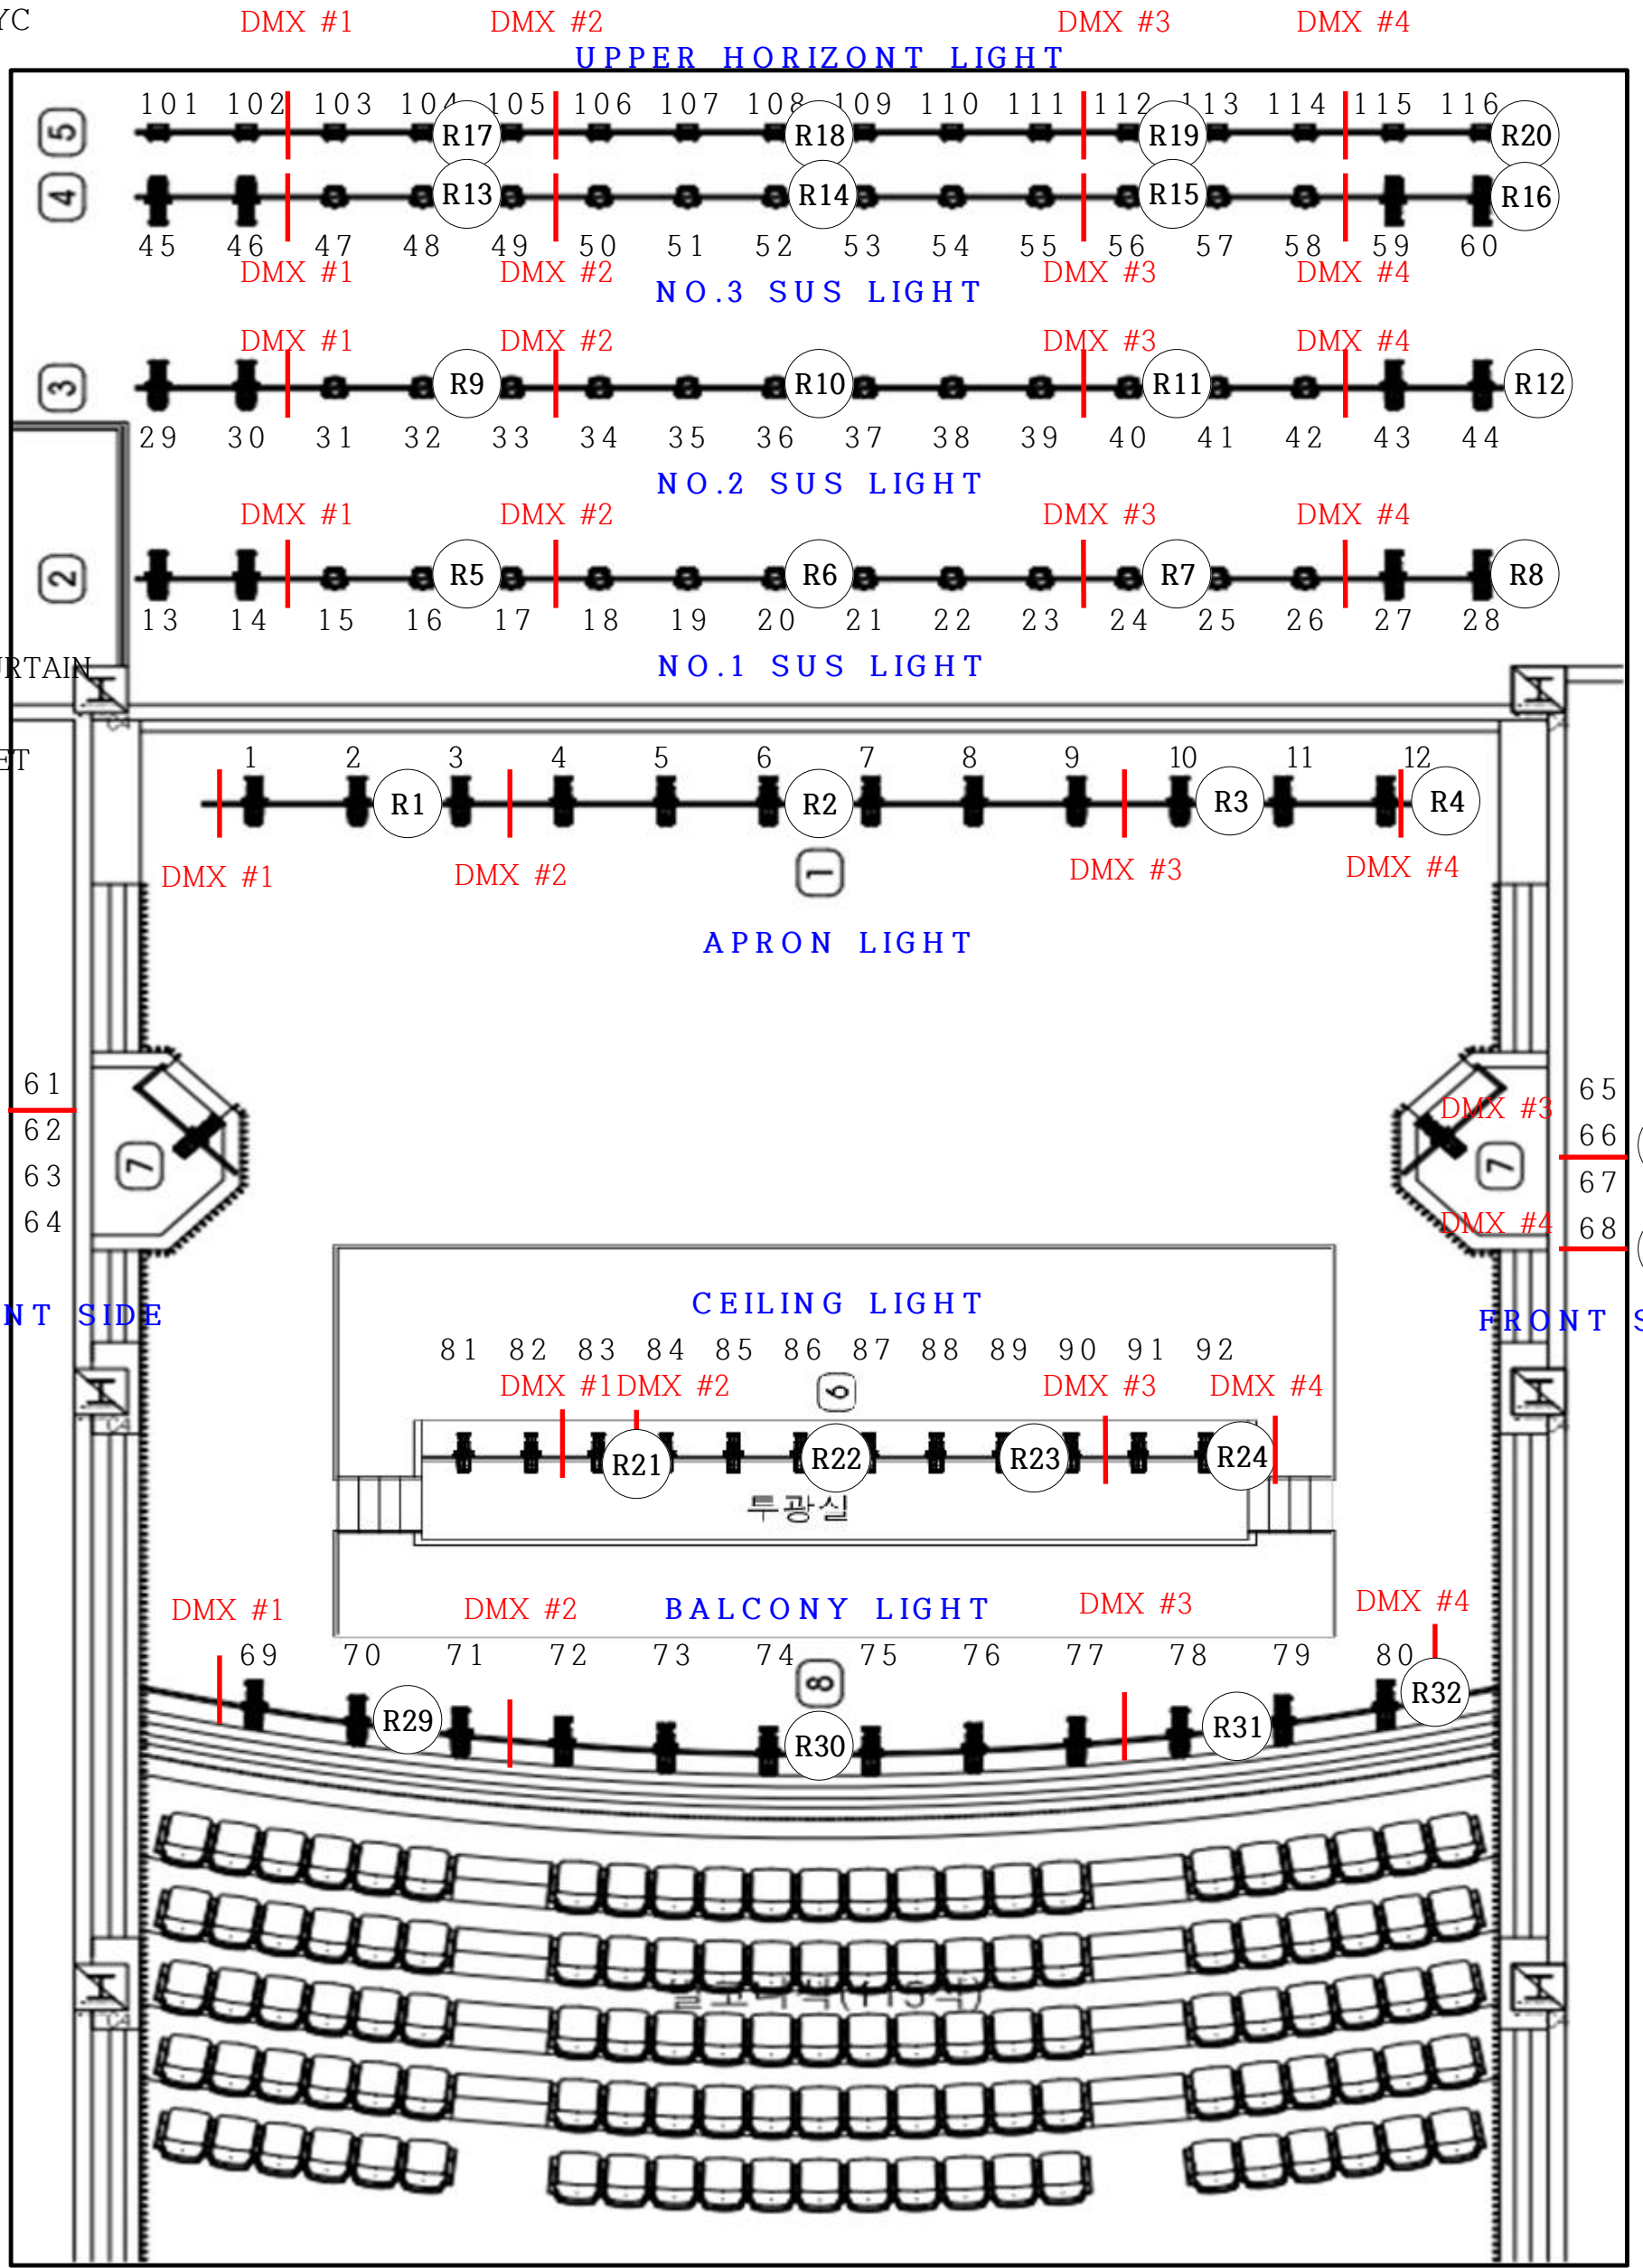 YC DMX #1 DMX #2 DMX #3 DMX #4
UPPER HORIZONT LIGHT
5 101 102 103 104 105 106 107 108 109 110 111 112 113 114 115 116
R17 R18 R19 R20
4 R13 R14 R15 R16
45 46 47 48 49 50 51 52 53 54 55 56 57 58 59 60
DMX #1 DMX #2 DMX #3 DMX #4
NO.3 SUS LIGHT
DMX #1 DMX #2 DMX #3 DMX #4
3 R9 R10 R11 R12
29 30 31 32 33 34 35 36 37 38 39 40 41 42 43 44
NO.2 SUS LIGHT
DMX #1 DMX #2 DMX #3 DMX #4
2 R5 R6 R7 R8
13 14 15 16 17 18 19 20 21 22 23 24 25 26 27 28
RTAIN NO.1 SUS LIGHT
ET 1 2 3 4 5 6 7 8 9 10 11 12
R1 R2 R3 R4
DMX #1 DMX #2 1 DMX #3 DMX #4
APRON LIGHT
61 65
DMX #3
62 66
7 7
63 67
64 DMX #4 68
NT SIDE CEILING LIGHT FRONT S
81 82 83 84 85 86 87 88 89 90 91 92
DMX #1 DMX #2 6 DMX #3 DMX #4
R21 R22 R23 R24
투광실
DMX #1 DMX #2 BALCONY LIGHT DMX #3 DMX #4
69 70 71 72 73 74 75 76 77 78 79 80
8
R29 R30 R31 R32